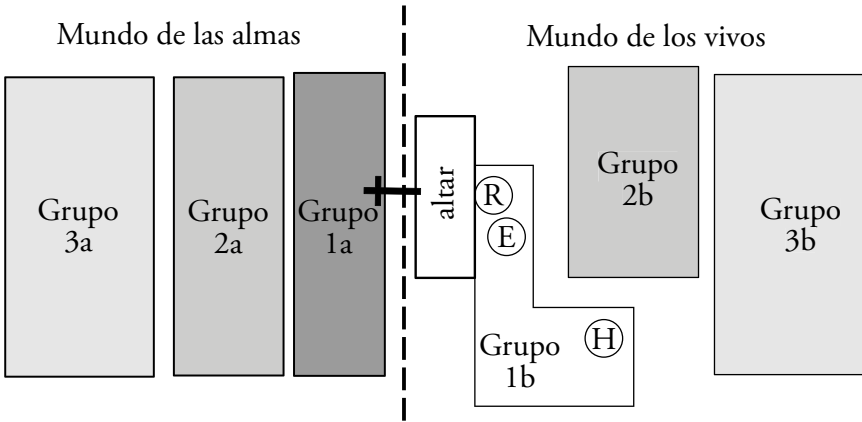 Mundo de las almas
Mundo de los vivos
Grupo
3a
Grupo
2a
Grupo
1a
altar
R
E
Grupo
1b
H
Grupo
2b
Grupo
3b